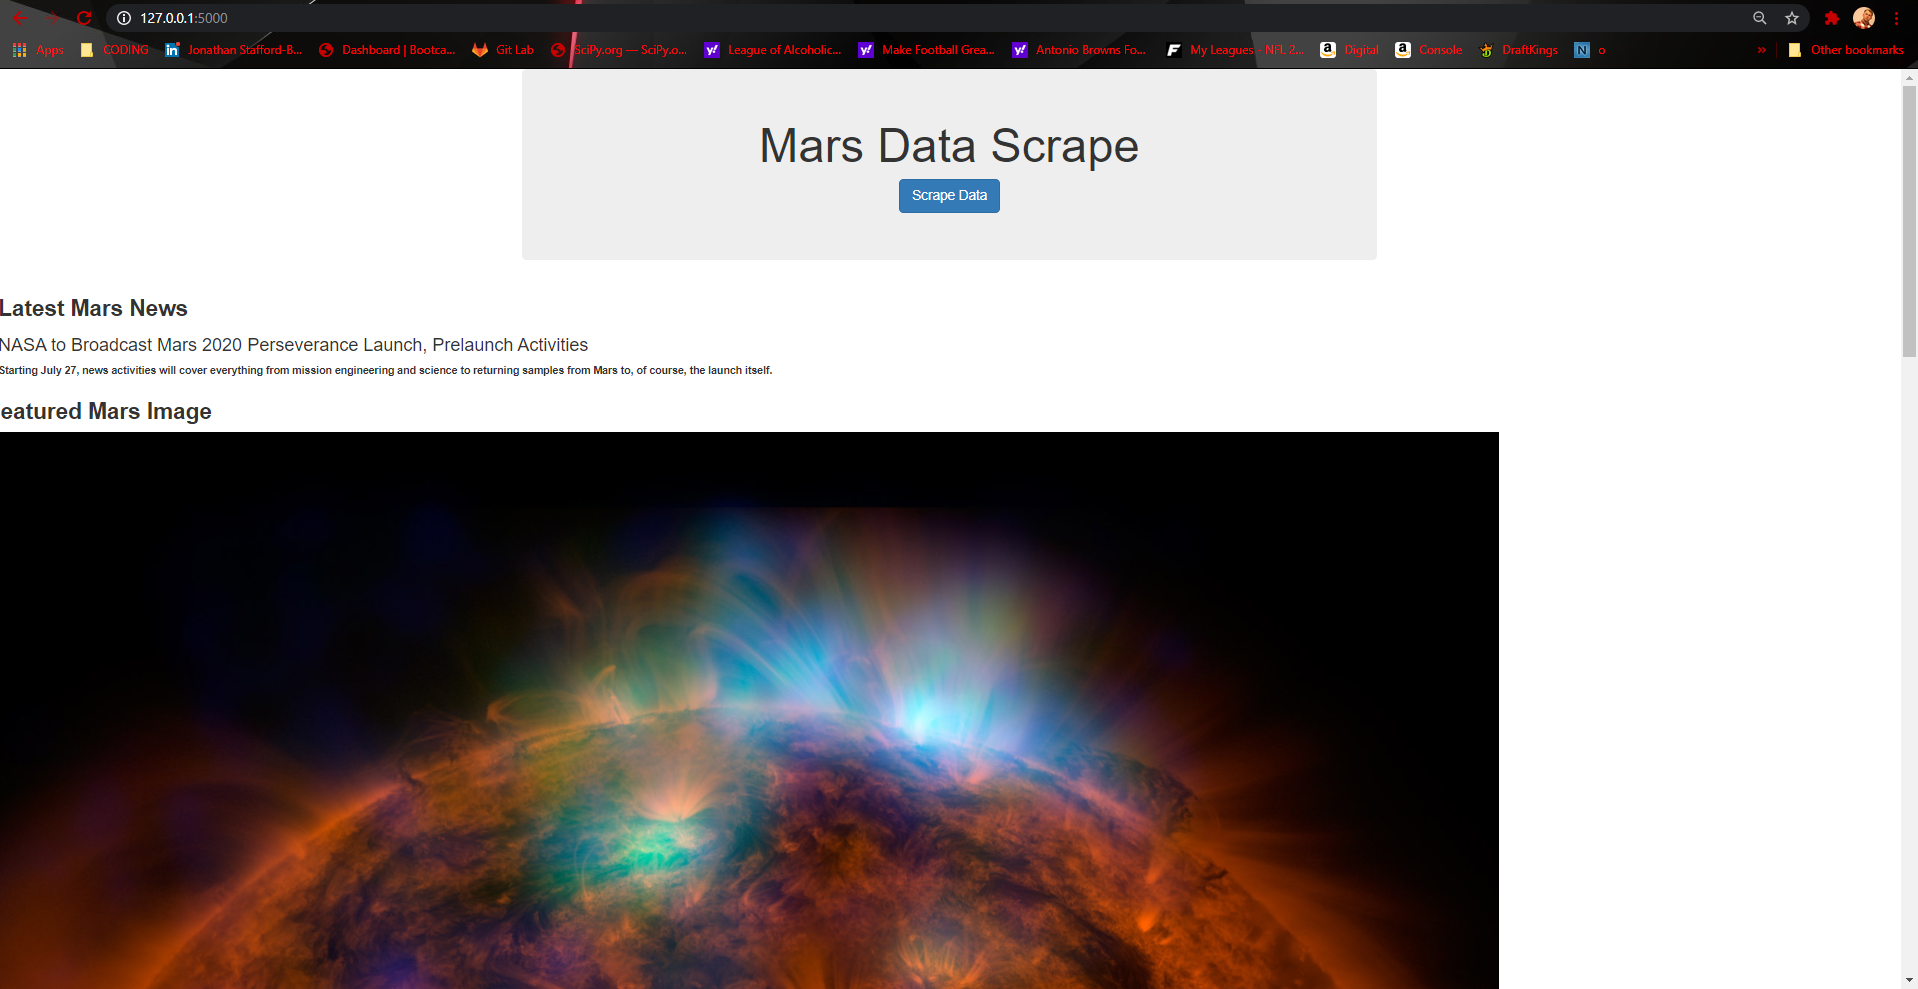 127.0.0.1:5000
Apps CODING Jonathan Stafford-B... Dashboard | Bootca... Git Lab SciPy.org — SciPy.o... League of Alcoholic... Make Football Grea... Antonio Browns Fo... My Leagues - NFL 2... Digital Console DraftKings N o » Other bookmarks
Mars Data Scrape
Scrape Data
Latest Mars News
NASA to Broadcast Mars 2020 Perseverance Launch, Prelaunch Activities
Starting July 27, news activities will cover everything from mission engineering and science to returning samples from Mars to, of course, the launch itself.
eatured Mars Image